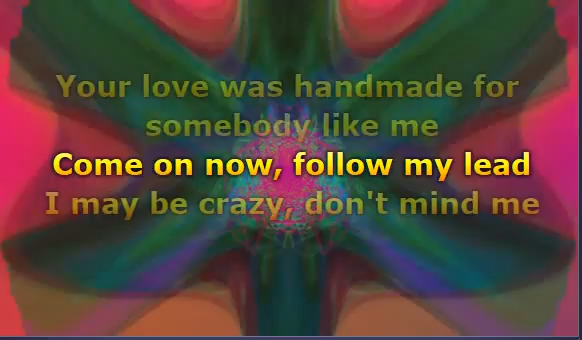 Your love was handmade for
somebody like me
Come on now, follow my lead
I may be crazy, don't mind me